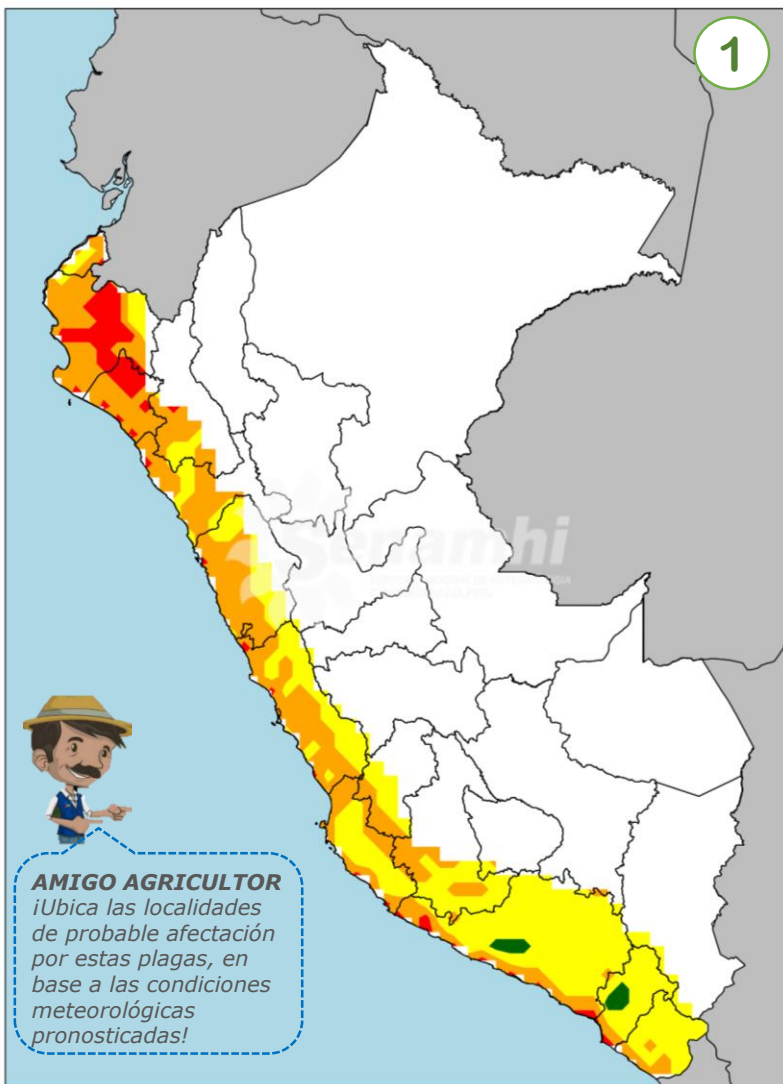 1
Senamhi
AMIGO AGRICULTOR
¡Ubica las localidades
de probable afectación
por estas plagas, en
base a las condiciones
meteorológicas
pronosticadas!